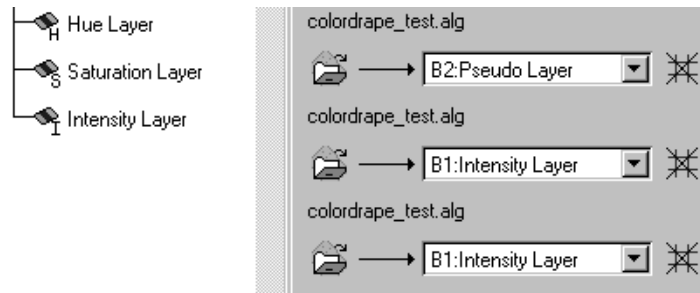 Hue Layer
H
Saturation Layer
S
Intensity Layer
I
colordrape_test.alg
B2:Pseudo Layer
colordrape_test.alg
B1:Intensity Layer
colordrape_test.alg
B1:Intensity Layer